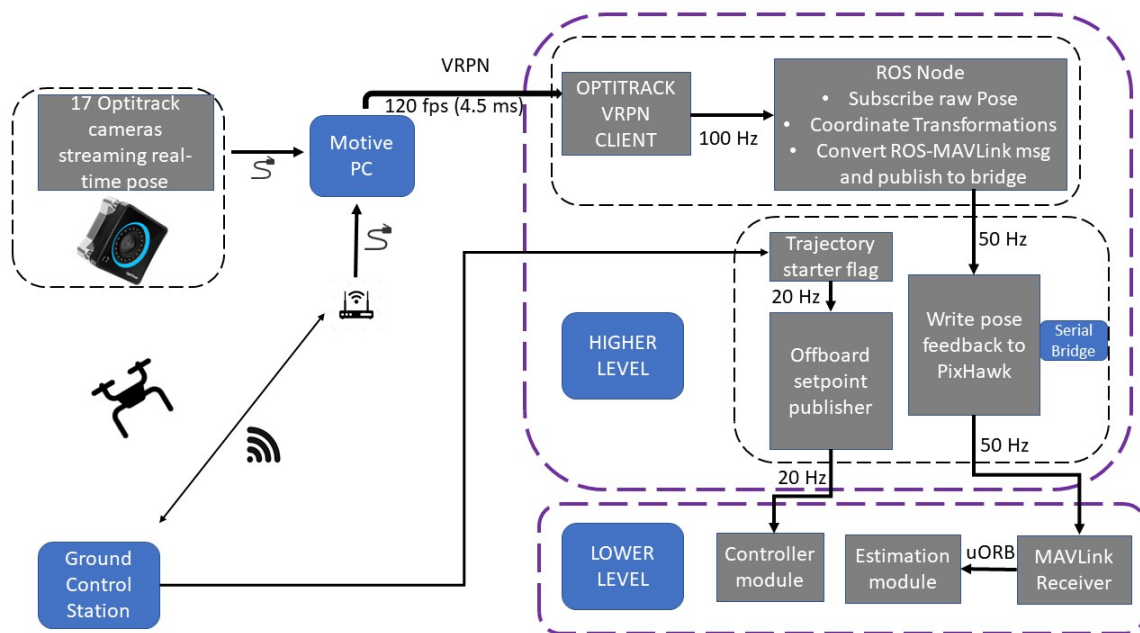 17 Optitrack
cameras
streaming real-
time pose
Motive
PC
VRPN
120 fps (4.5 ms)
OPTITRACK
VRPN
CLIENT
100 Hz
ROS Node
• Subscribe raw Pose
• Coordinate Transformations
• Convert ROS-MAVLink msg
and publish to bridge
50 Hz
Trajectory
starter flag
20 Hz
Offboard
setpoint
publisher
Write pose
feedback to
PixHawk
Serial
Bridge
HIGHER
LEVEL
20 Hz
50 Hz
Ground
Control
Station
LOWER
LEVEL
Controller
module
Estimation
module
uORB
MAVLink
Receiver